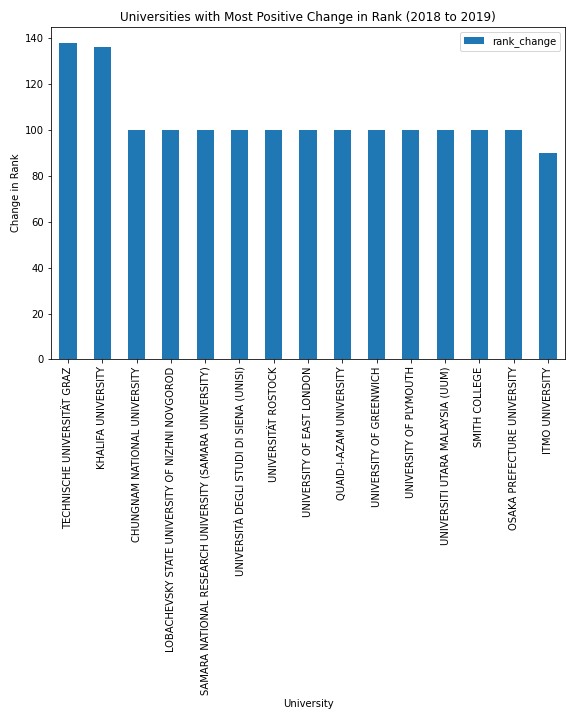 Universities with Most Positive Change in Rank (2018 to 2019)
rank_change
Change in Rank
140
120
100
80
60
40
20
0
TECHNISCHE UNIVERSITÄT GRAZ
KHALIFA UNIVERSITY
CHUNGNAM NATIONAL UNIVERSITY
LOBACHEVSKY STATE UNIVERSITY OF NIZHNI NOVGOROD
SAMARA NATIONAL RESEARCH UNIVERSITY (SAMARA UNIVERSITY)
UNIVERSITÀ DEGLI STUDI DI SIENA (UNISI)
UNIVERSITÄT ROSTOCK
UNIVERSITY OF EAST LONDON
QUAID-I-AZAM UNIVERSITY
UNIVERSITY OF GREENWICH
UNIVERSITY OF PLYMOUTH
UNIVERSITI UTARA MALAYSIA (UUM)
SMITH COLLEGE
OSAKA PREFECTURE UNIVERSITY
ITMO UNIVERSITY
University